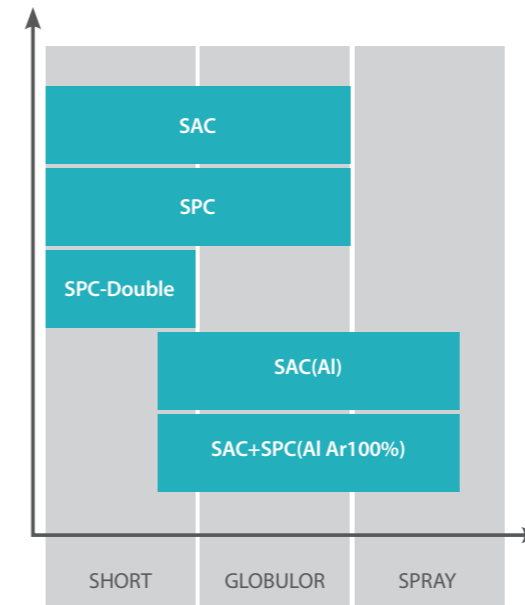 SAC
SPC
SPC-Double
SAC(Al)
SAC+SPC(Al Ar100%)
SHORT GLOBULOR SPRAY